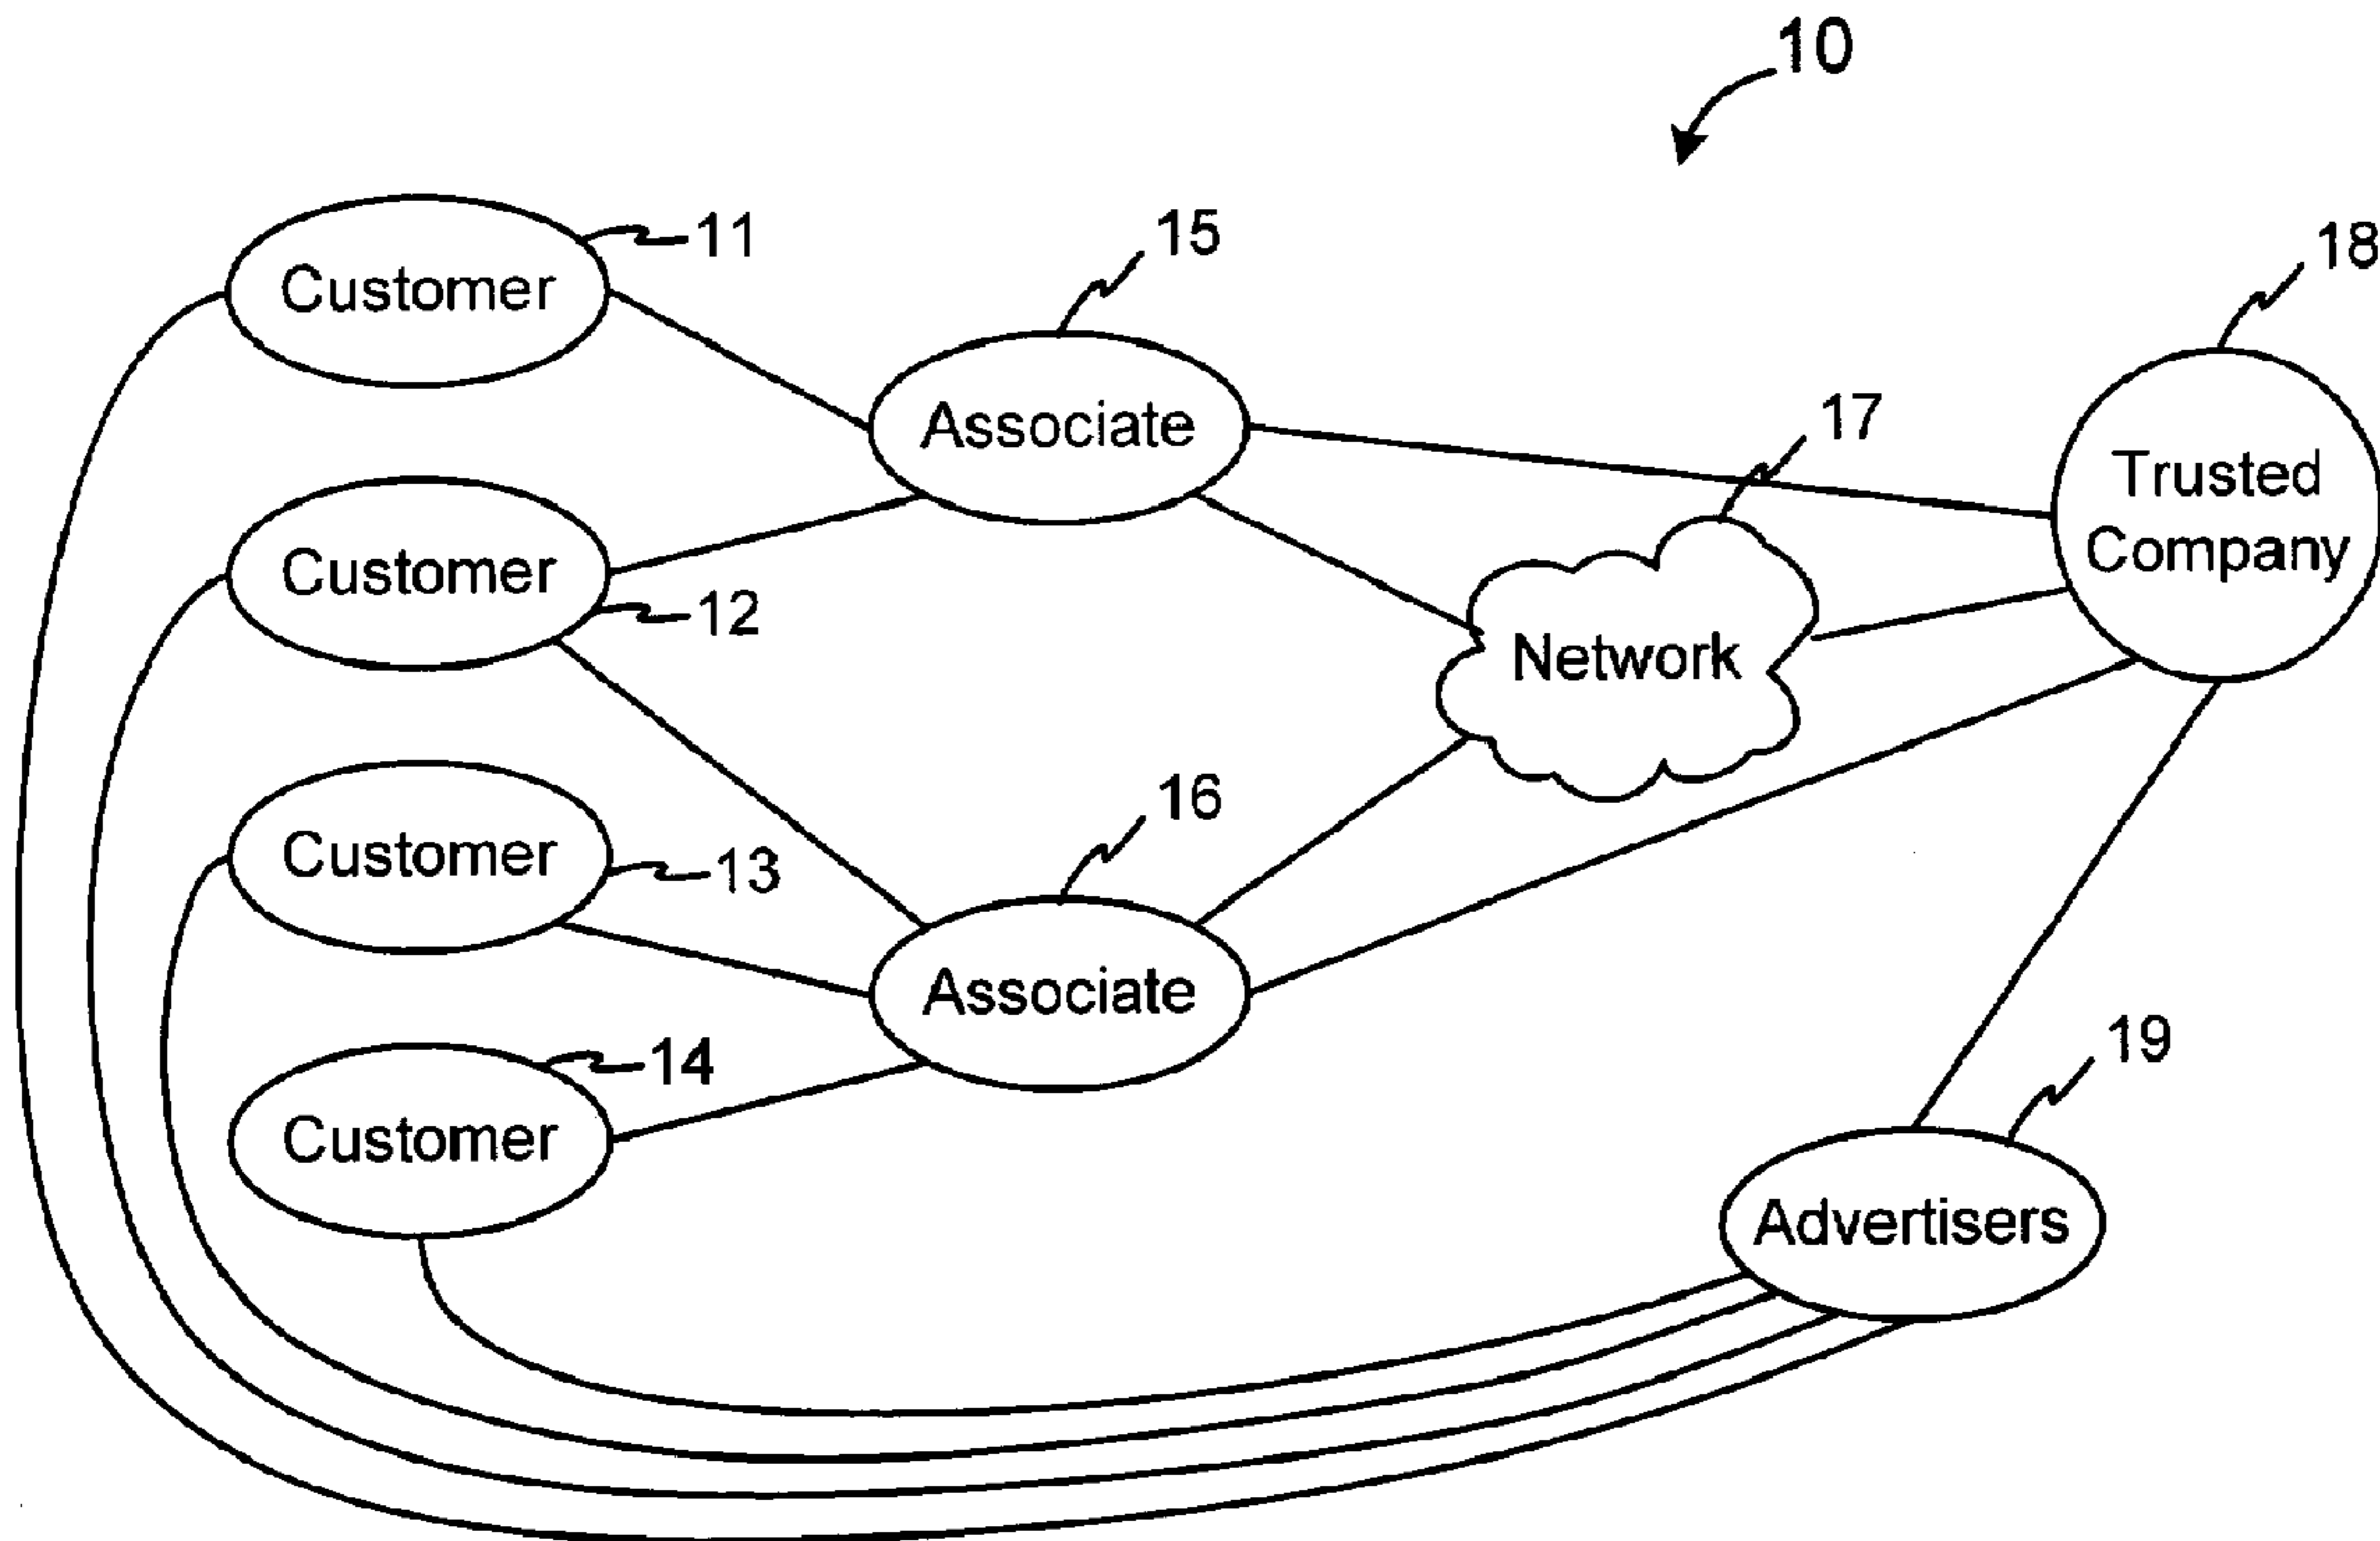 10
11
Customer
15
Associate
18
Trusted
Company
17
Customer
12
Network
16
Customer
13
Associate
14
Customer
19
Advertisers